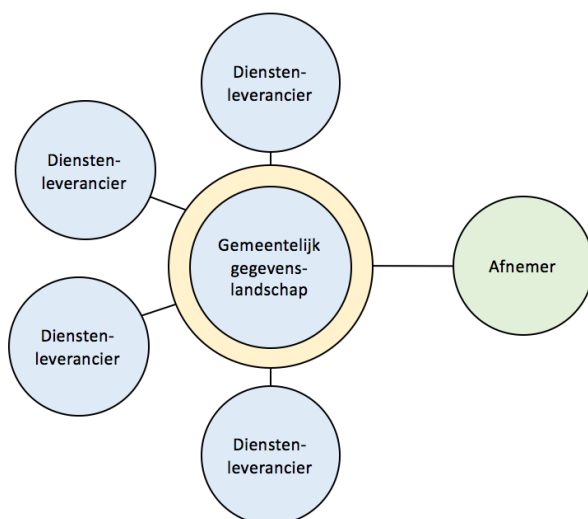 Diensten-
leverancier
Diensten-
leverancier
Gemeentelijk
gegevens-
landschap
Afnemer
Diensten-
leverancier
Diensten-
leverancier